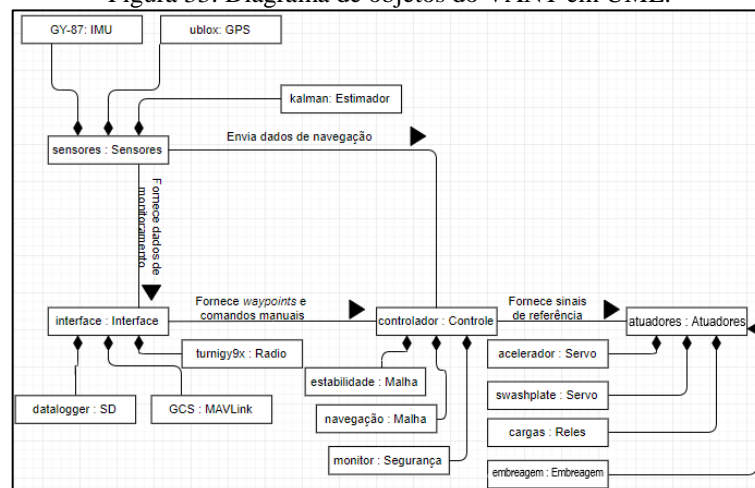 Figura 33: Diagrama de objetos do VANT em UML.
GY-87: IMU
ublox: GPS
kalman: Estimador
Envia dados de navegação
sensores : Sensores
Fornece dados de
monitoramento
Fornece waypoints e
comandos manuais
Fornece sinais
de referência
interface : Interface
controlador : Controle
atuadores : Atuadores
turnigy9x : Radio
acelerador : Servo
estabilidade : Malha
swashplate : Servo
datalogger : SD
GCS : MAVLink
navegação : Malha
cargas : Reles
monitor : Segurança
embreagem : Embreagem